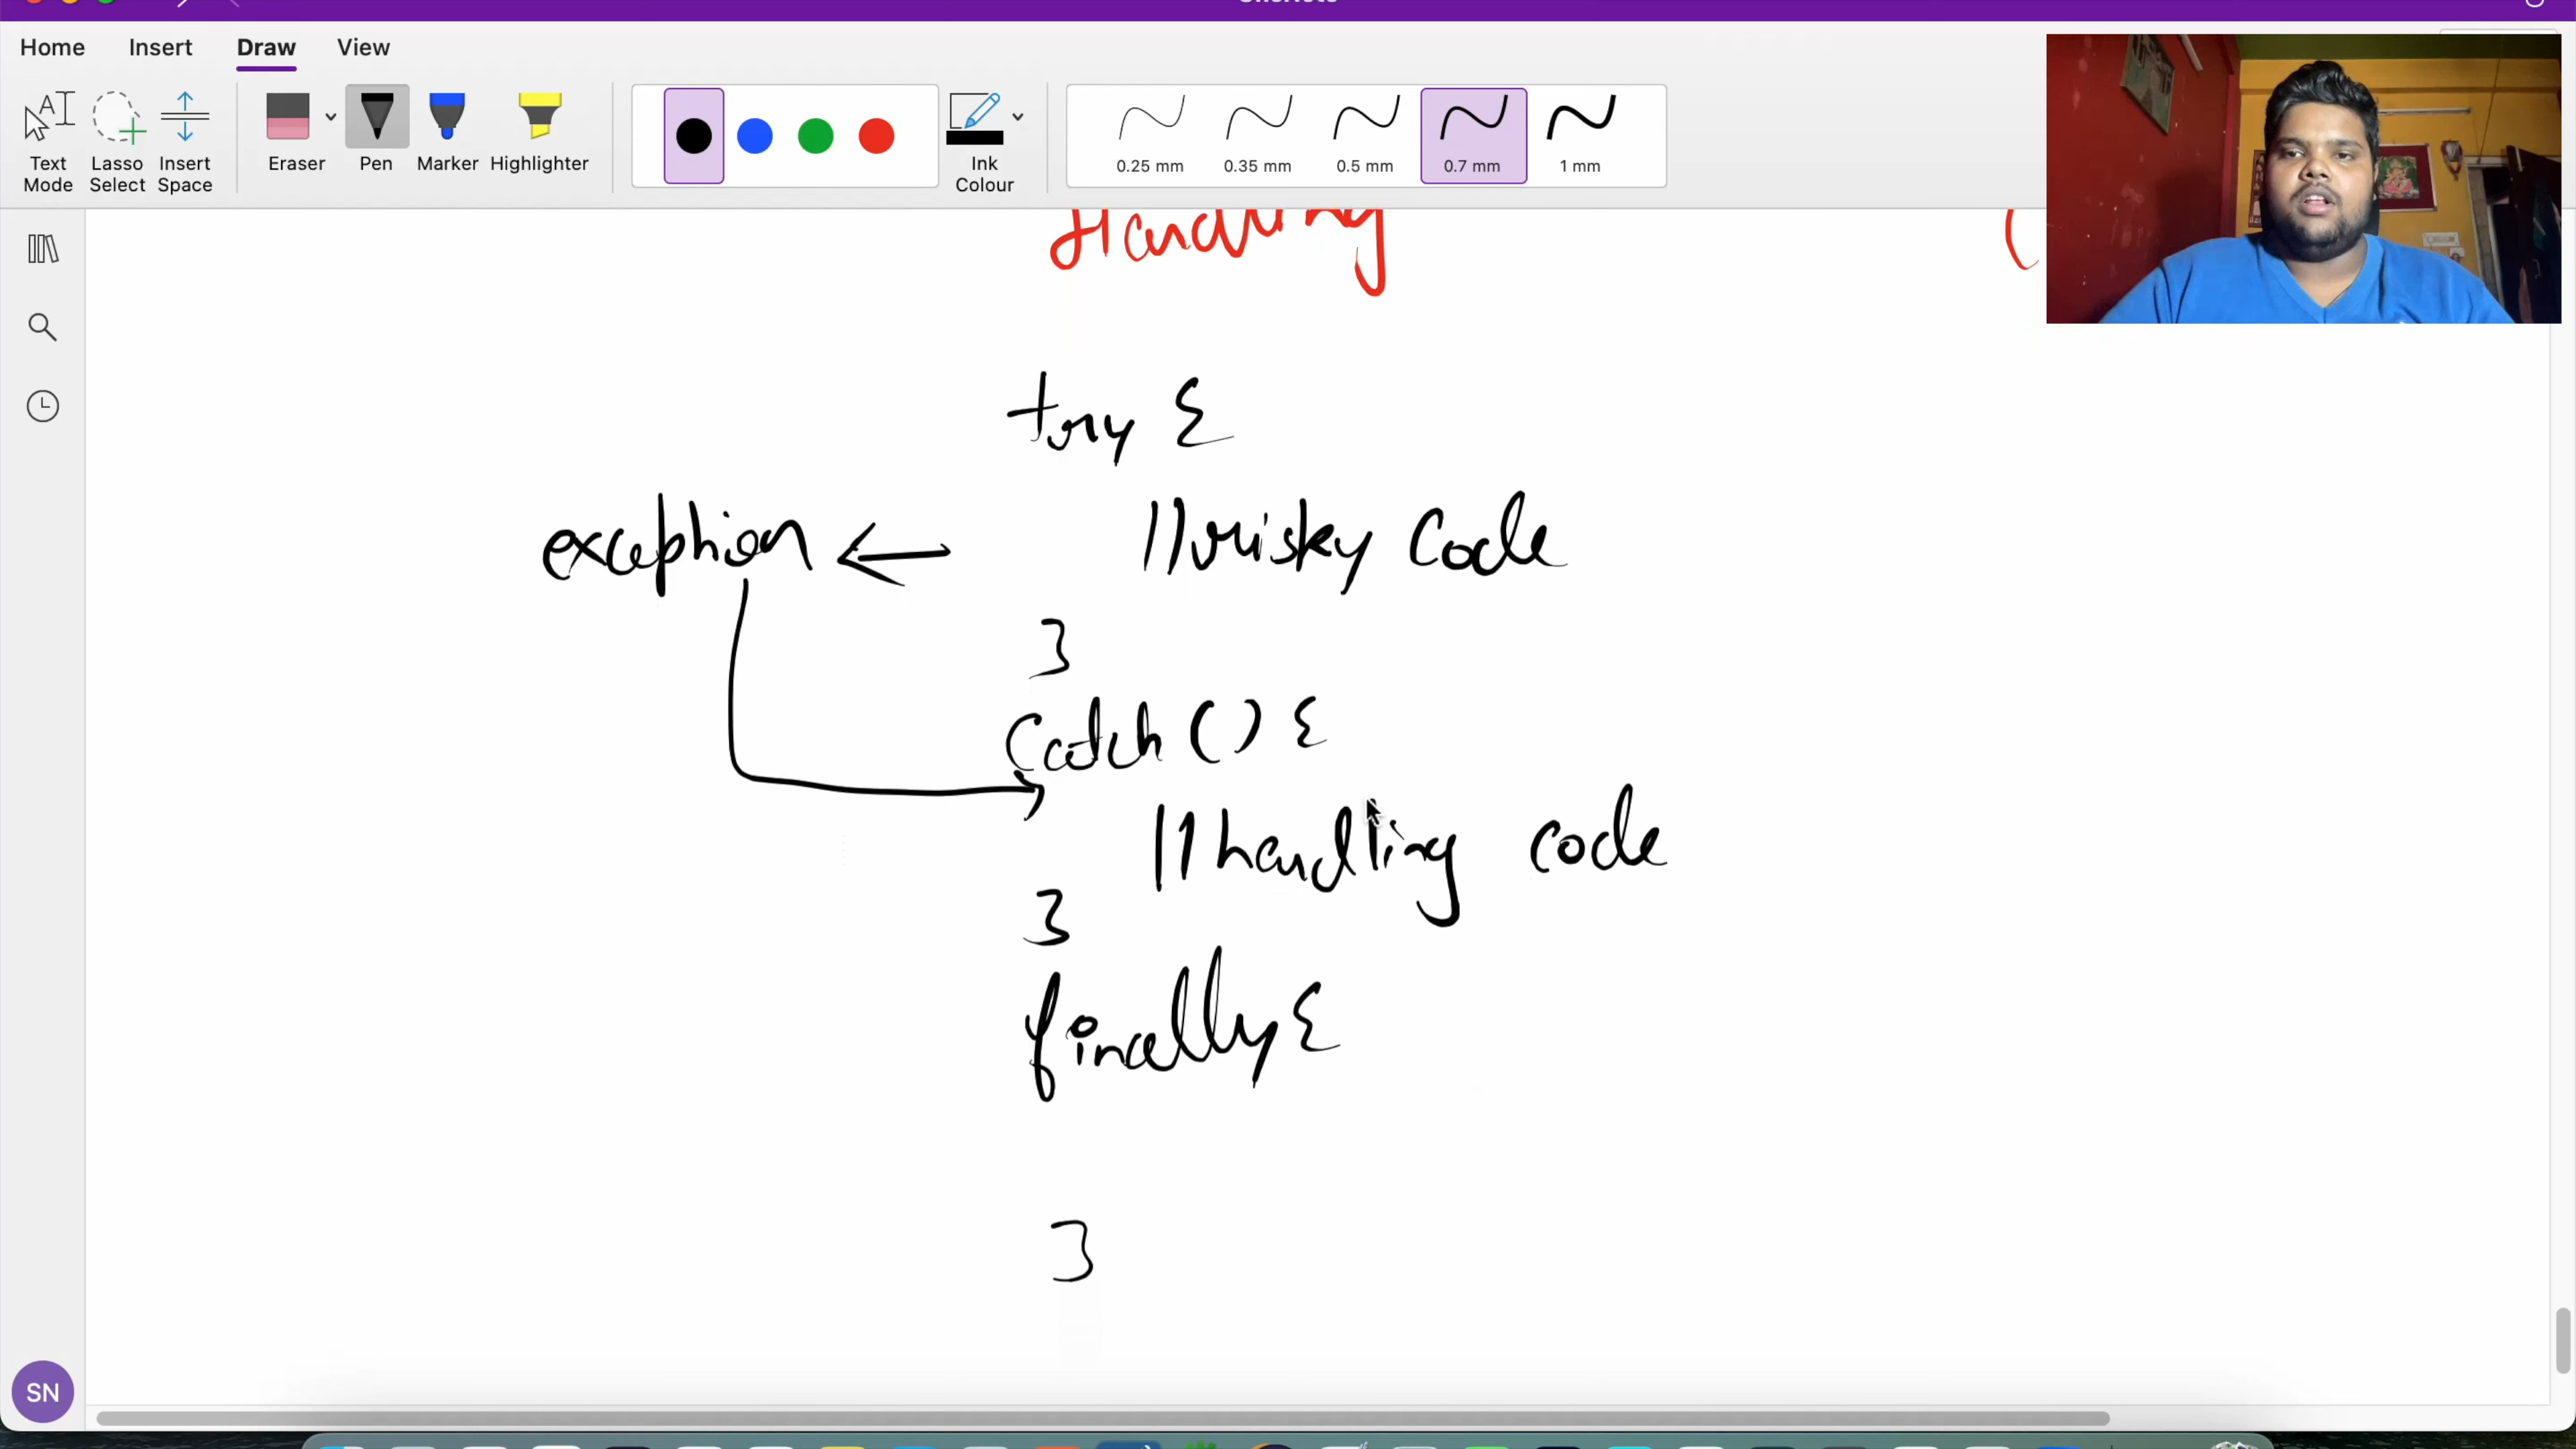 Home Insert Draw View
Text Mode
Lasso Select
Insert Space
Eraser
Pen
Marker
Highlighter
Ink Colour
0.25 mm
0.35 mm
0.5 mm
0.7 mm
1 mm
Handling
try {
exception ← //risky Code
}
Catch () {
//handling code
}
finally {
}
SN